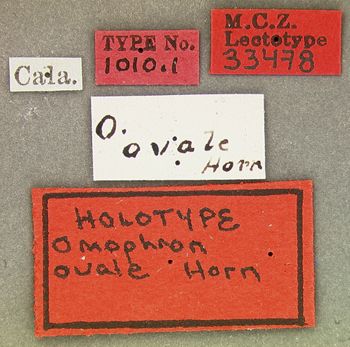 M.C.Z.
Lectotype
33478
TYPE No.
1010.1
Cala.
O.
ovale
Horn
HOLOTYPE
Omophron
ovale Horn